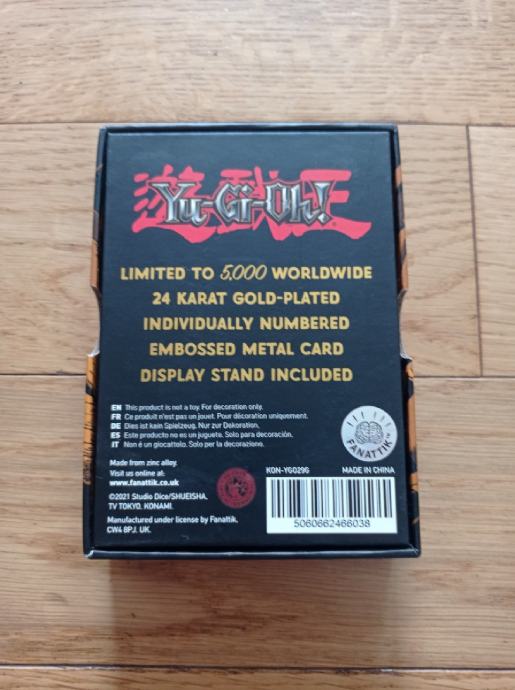 遊☆戯☆王
Yu-Gi-Oh!
LIMITED TO 5,000 WORLDWIDE
24 KARAT GOLD-PLATED
INDIVIDUALLY NUMBERED
EMBOSSED METAL CARD
DISPLAY STAND INCLUDED
EN This product is not a toy. For decoration only.
FR Ce produit n'est pas un jouet. Pour décoration uniquement.
DE Dies ist kein Spielzeug. Nur zur Dekoration.
ES Este producto no es un juguete. Solo para decoración.
IT Non é un giocattolo. Solo per la decorazione.
FANATTIK
Made from zinc alloy.
Visit us online at:
www.fanattik.co.uk
KON-YGO29G MADE IN CHINA
©2021 Studio Dice/SHUEISHA,
TV TOKYO, KONAMI.
Manufactured under license by Fanattik,
CW4 8PJ. UK.
5060662466038